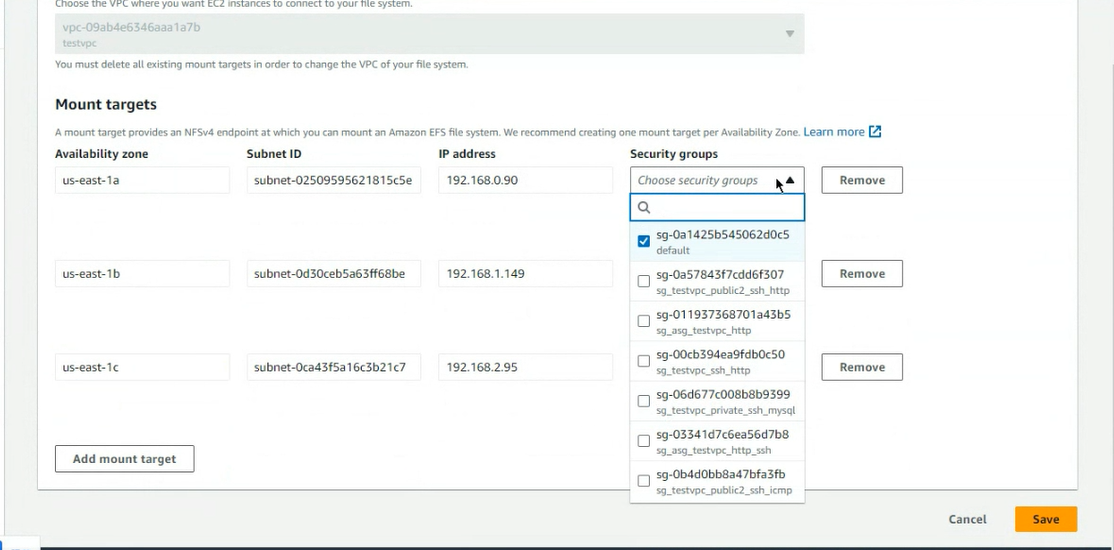 Choose the VPC where you want EC2 instances to connect to your file system.
vpc-09ab4e6346aaa1a7b
testvpc
You must delete all existing mount targets in order to change the VPC of your file system.
Mount targets
A mount target provides an NFSv4 endpoint at which you can mount an Amazon EFS file system. We recommend creating one mount target per Availability Zone. Learn more
Availability zone Subnet ID IP address Security groups
us-east-1a subnet-02509595621815c5e 192.168.0.90 Choose security groups Remove
sg-0a1425b545062d0c5
default
us-east-1b subnet-0d30ceb5a63ff68be 192.168.1.149 Remove
sg-0a57843f7cdd6f307
sg_testvpc_public2_ssh_http
sg-011937368701a43b5
sg_asg_testvpc_http
us-east-1c subnet-0ca43f5a16c3b21c7 192.168.2.95 Remove
sg-00cb394ea9fdb0c50
sg_testvpc_ssh_http
sg-06d677c008b8b9399
sg_testvpc_private_ssh_mysql
sg-03341d7c6ea56d7b8
sg_asg_testvpc_http_ssh
Add mount target
sg-0b4d0bb8a47bfa3fb
sg_testvpc_public2_ssh_icmp
Cancel Save